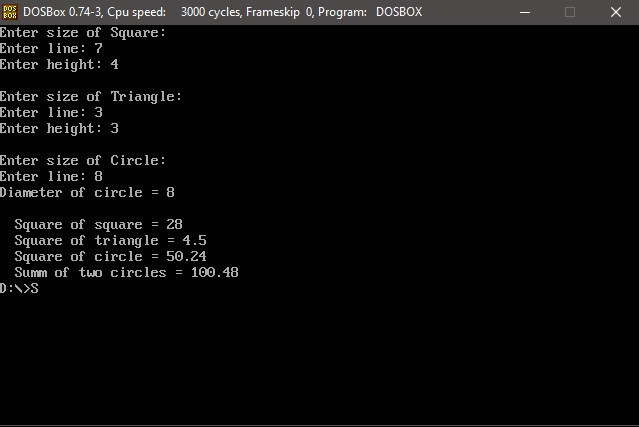 DOS
BOX
DOSBox 0.74-3, Cpu speed: 3000 cycles, Frameskip 0, Program: DOSBOX
Enter size of Square:
Enter line: 7
Enter height: 4
Enter size of Triangle:
Enter line: 3
Enter height: 3
Enter size of Circle:
Enter line: 8
Diameter of circle = 8
Square of square = 28
Square of triangle = 4.5
Square of circle = 50.24
Summ of two circles = 100.48
D:\>S